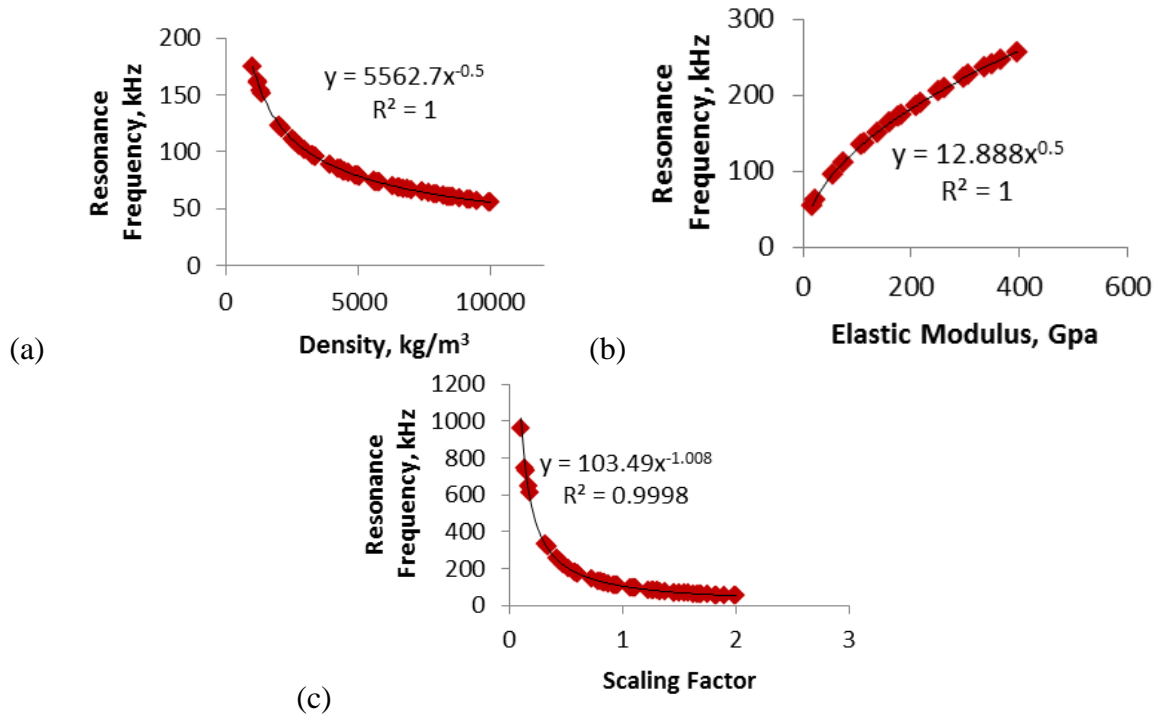 200
150
100
50
0
0
5000
10000
Resonance
Frequency, kHz
y = 5562.7x^-0.5
R² = 1
Density, kg/m³
(a)
300
200
100
0
0
200
400
600
Resonance
Frequency, kHz
y = 12.888x^0.5
R² = 1
Elastic Modulus, Gpa
(b)
1200
1000
800
600
400
200
0
0
1
2
3
Resonance
Frequency, kHz
y = 103.49x^-1.008
R² = 0.9998
Scaling Factor
(c)